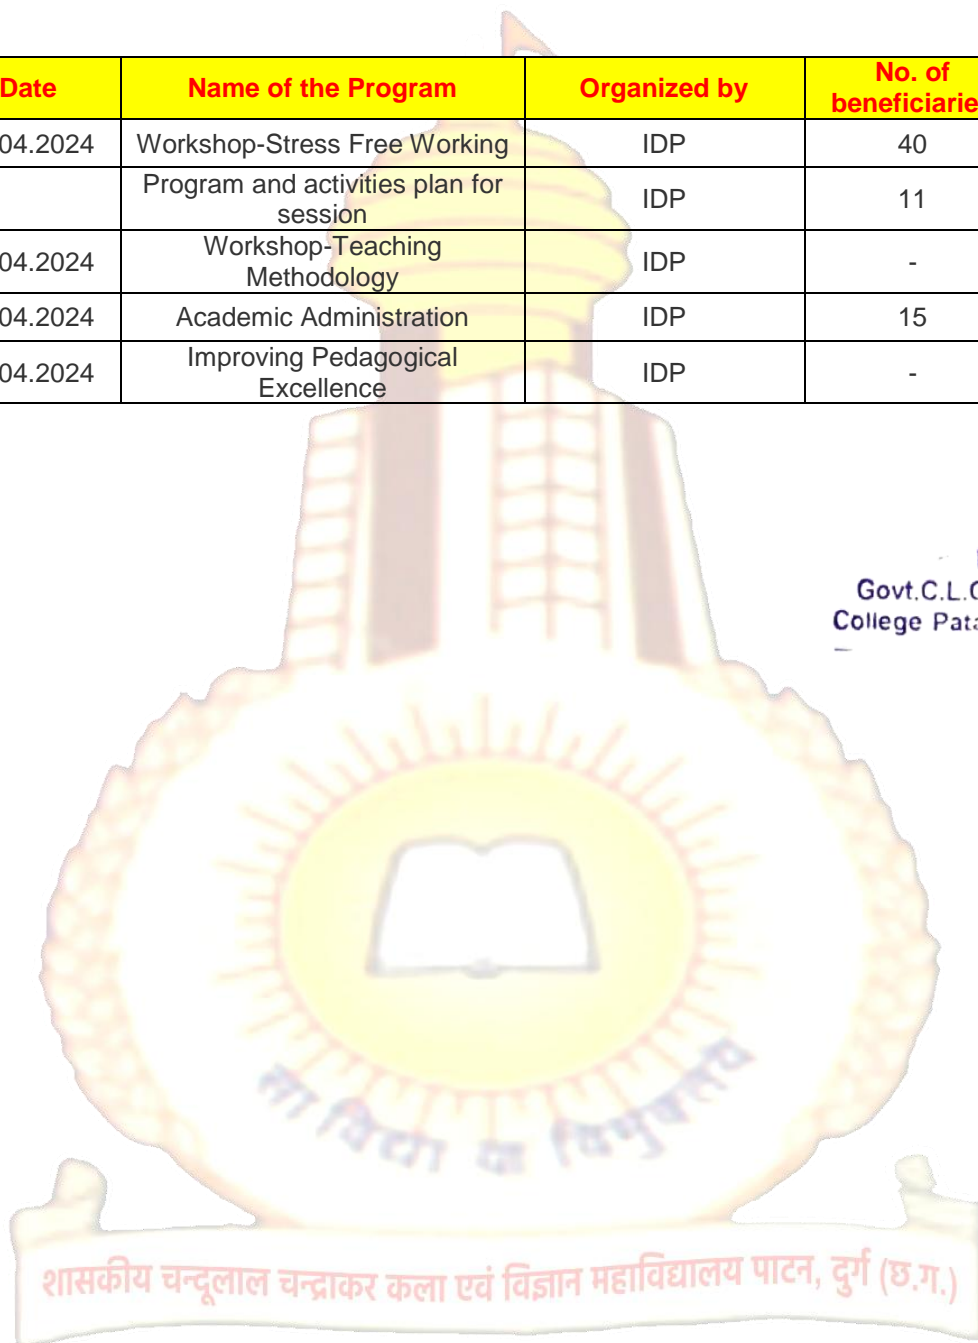 Date Name of the Program Organized by No. of
beneficiarie
04.2024 Workshop-Stress Free Working IDP 40
Program and activities plan for
session IDP 11
04.2024 Workshop-Teaching
Methodology IDP -
04.2024 Academic Administration IDP 15
04.2024 Improving Pedagogical
Excellence IDP -
Govt.C.L.C
College Pata
सा विद्या या विमुक्तये
शासकीय चन्दूलाल चन्द्राकर कला एवं विज्ञान महाविद्यालय पाटन, दुर्ग (छ.ग.)